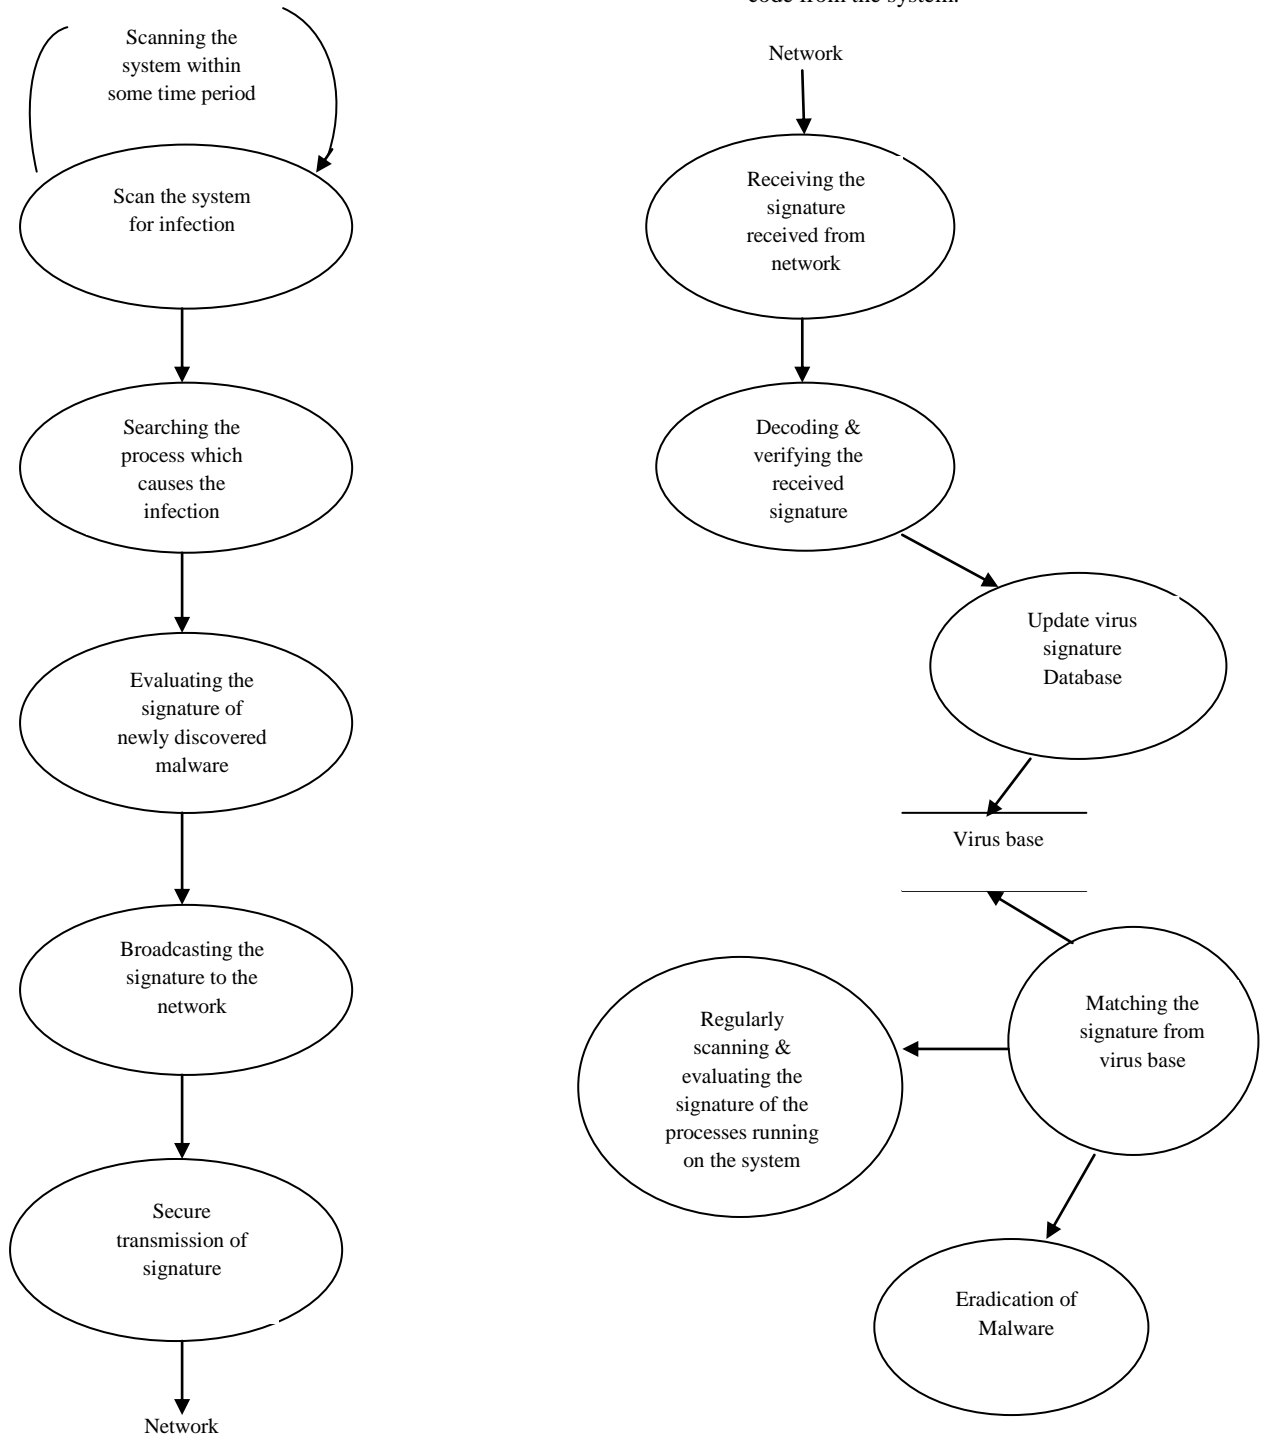 code from the system.
Scanning the
system within
some time period
Scan the system
for infection
Searching the
process which
causes the
infection
Evaluating the
signature of
newly discovered
malware
Broadcasting the
signature to the
network
Secure
transmission of
signature
Network
Network
Receiving the
signature
received from
network
Decoding &
verifying the
received
signature
Update virus
signature
Database
Virus base
Matching the
signature from
virus base
Regularly
scanning &
evaluating the
signature of the
processes running
on the system
Eradication of
Malware